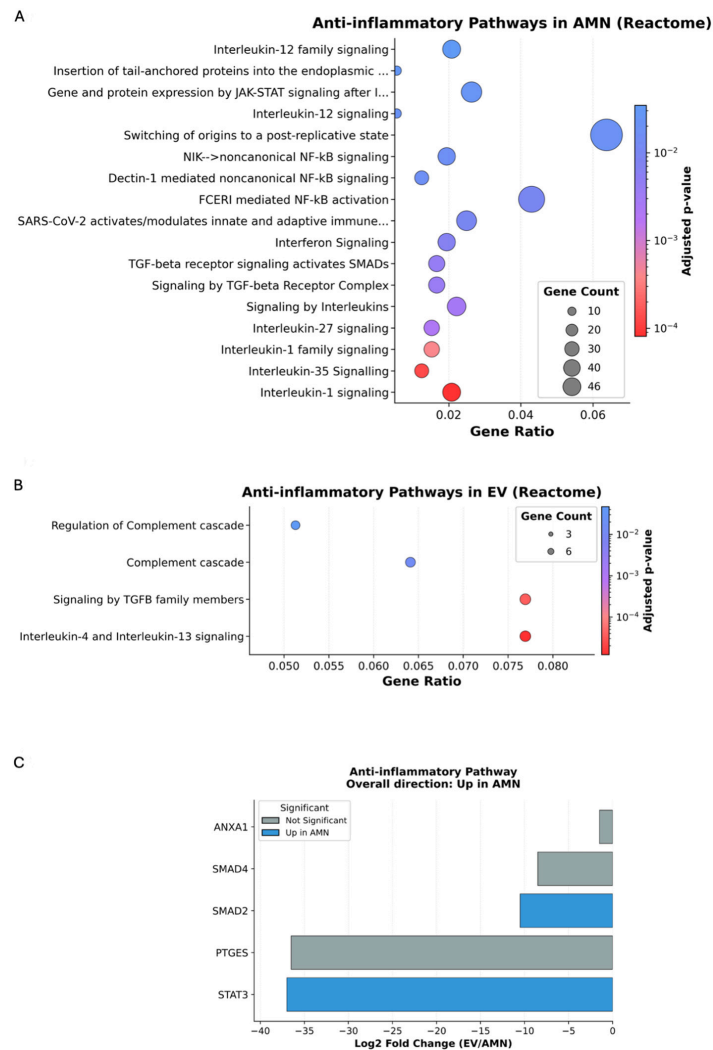 A
Anti-inflammatory Pathways in AMN (Reactome)
Interleukin-12 family signaling
Insertion of tail-anchored proteins into the endoplasmic ...
Gene and protein expression by JAK-STAT signaling after I...
Interleukin-12 signaling
Switching of origins to a post-replicative state
NIK-->noncanonical NF-kB signaling
Dectin-1 mediated noncanonical NF-kB signaling
FCERI mediated NF-kB activation
SARS-CoV-2 activates/modulates innate and adaptive immune...
Interferon Signaling
TGF-beta receptor signaling activates SMADs
Signaling by TGF-beta Receptor Complex
Signaling by Interleukins
Interleukin-27 signaling
Interleukin-1 family signaling
Interleukin-35 Signalling
Interleukin-1 signaling
Gene Count
10
20
30
40
46
10⁻²
10⁻³
10⁻⁴
Adjusted p-value
0.02 0.04 0.06
Gene Ratio
B
Anti-inflammatory Pathways in EV (Reactome)
Regulation of Complement cascade
Complement cascade
Signaling by TGFB family members
Interleukin-4 and Interleukin-13 signaling
Gene Count
3
6
10⁻²
10⁻³
10⁻⁴
Adjusted p-value
0.050 0.055 0.060 0.065 0.070 0.075 0.080
Gene Ratio
C
Anti-inflammatory Pathway
Overall direction: Up in AMN
Significant
Not Significant
Up in AMN
ANXA1
SMAD4
SMAD2
PTGES
STAT3
−40 −35 −30 −25 −20 −15 −10 −5 0
Log2 Fold Change (EV/AMN)